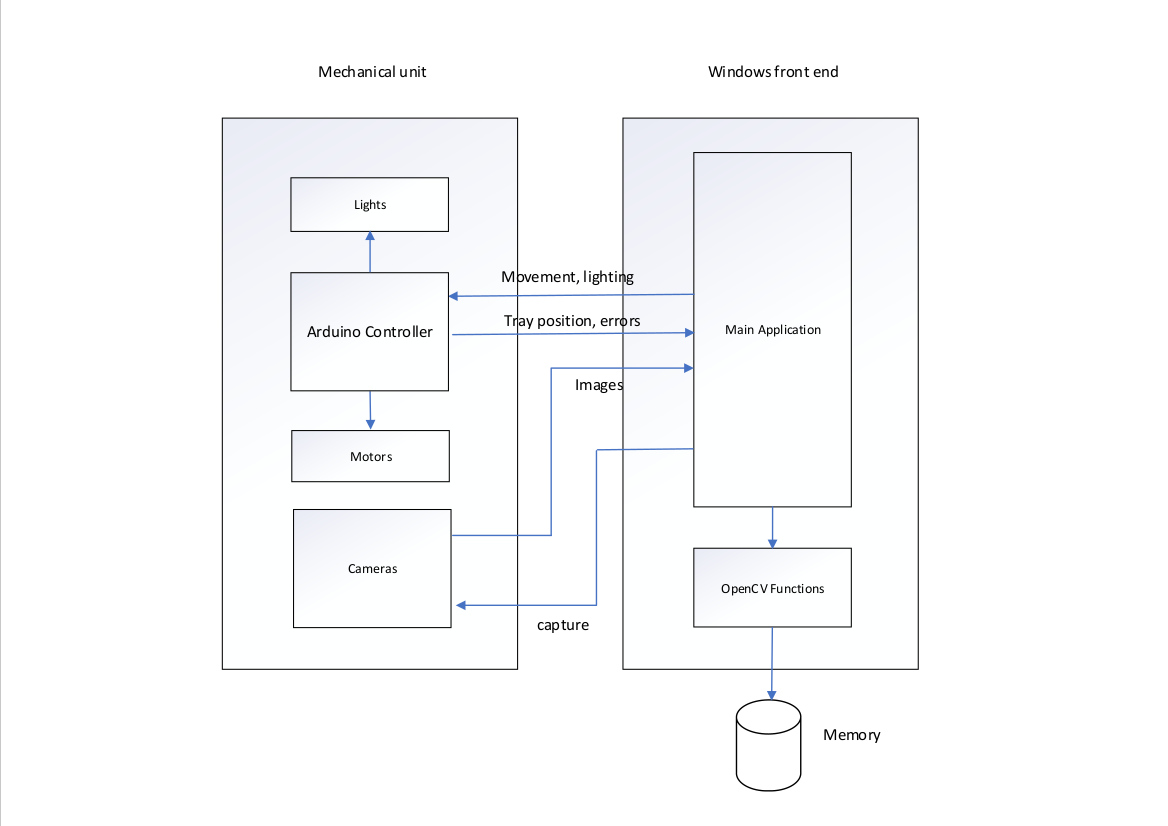 Mechanical unit
Windows front end
Lights
Movement, lighting
Tray position, errors
Arduino Controller
Main Application
Images
Motors
Cameras
OpenCV Functions
capture
Memory